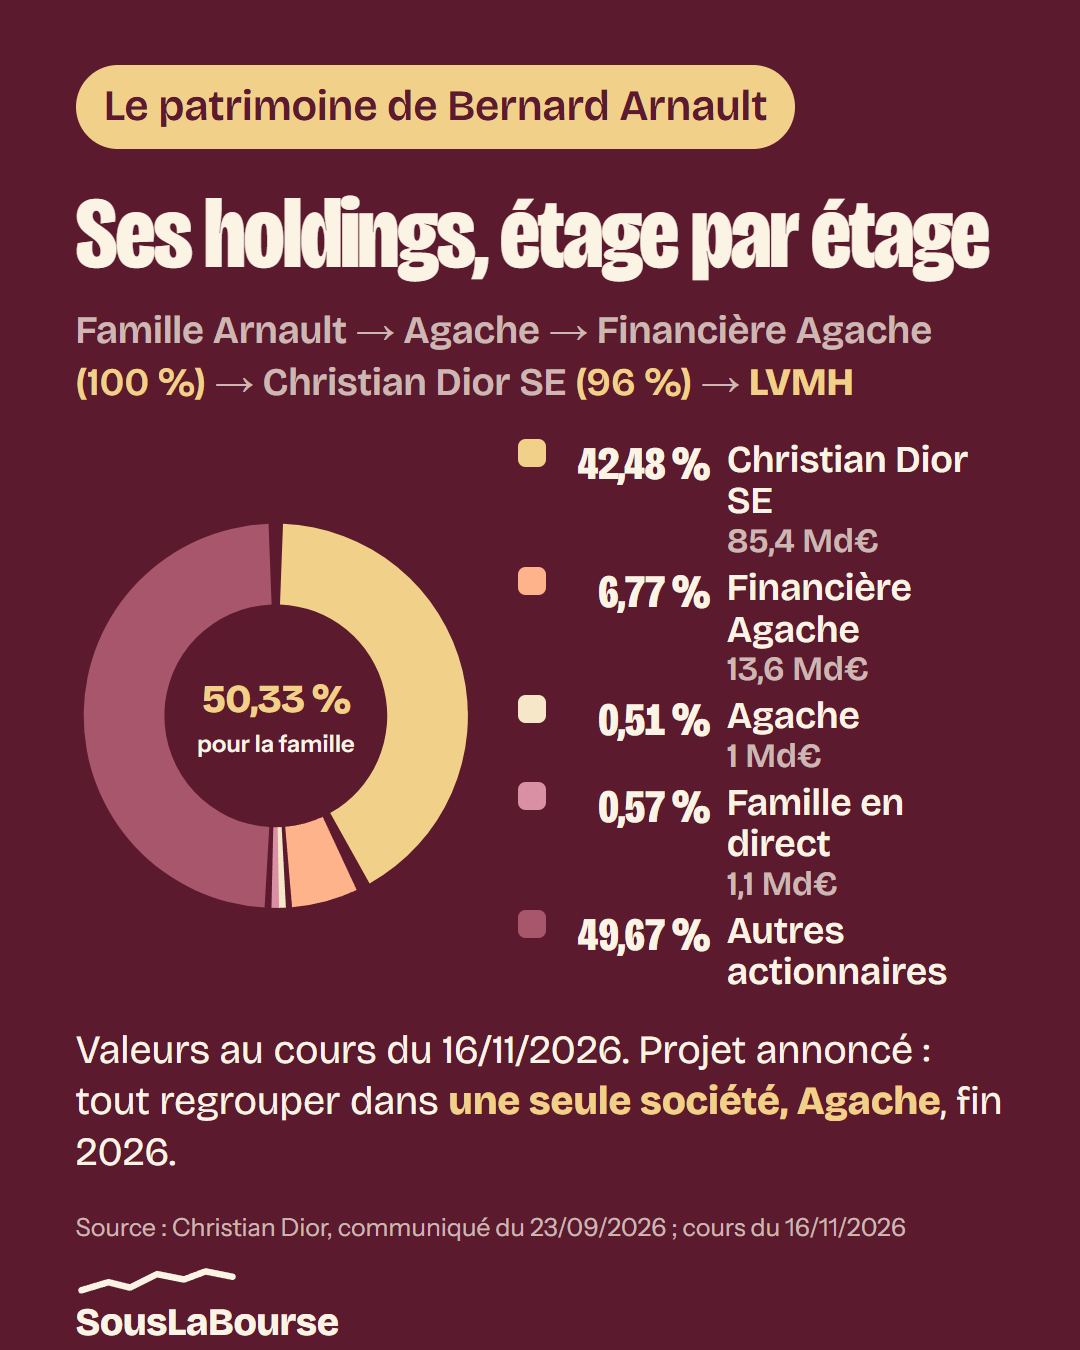 Le patrimoine de Bernard Arnault
Ses holdings, étage par étage
Famille Arnault → Agache → Financière Agache
(100 %) → Christian Dior SE (96 %) → LVMH
50,33 %
pour la famille
42,48 % Christian Dior
SE
85,4 Md€
6,77 % Financière
Agache
13,6 Md€
0,51 % Agache
1 Md€
0,57 % Famille en
direct
1,1 Md€
49,67 % Autres
actionnaires
Valeurs au cours du 16/11/2026. Projet annoncé :
tout regrouper dans une seule société, Agache, fin
2026.
Source : Christian Dior, communiqué du 23/09/2026 ; cours du 16/11/2026
SousLaBourse